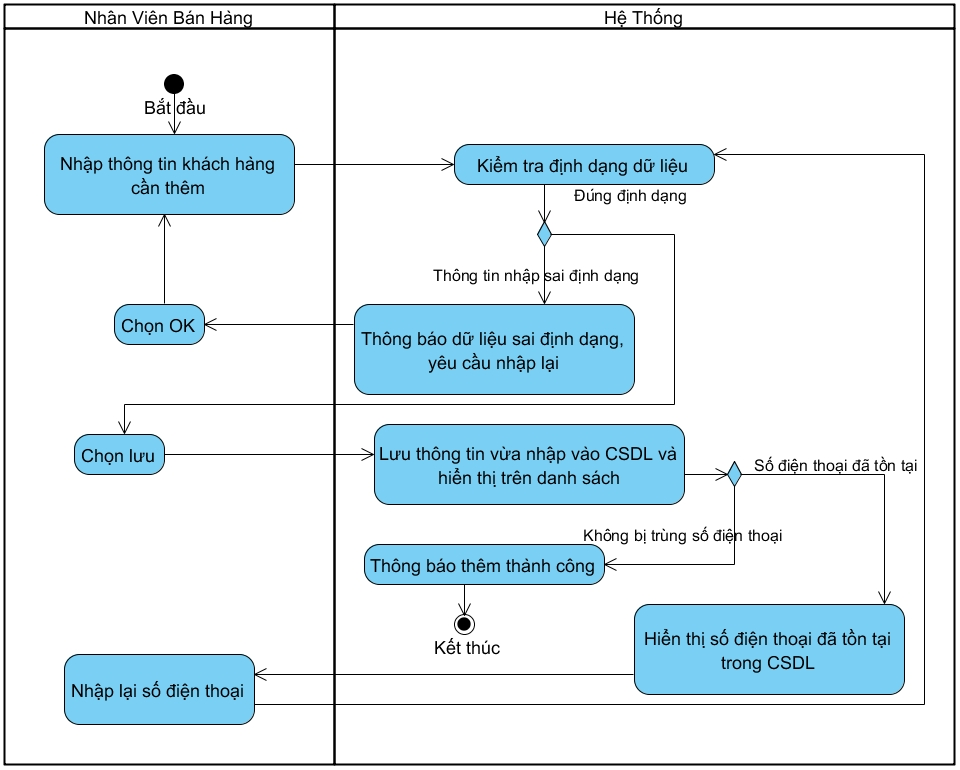 Nhân Viên Bán Hàng
Hệ Thống
Bắt đầu
Nhập thông tin khách hàng
cần thêm
Kiểm tra định dạng dữ liệu
Đúng định dạng
Thông tin nhập sai định dạng
Chọn OK
Thông báo dữ liệu sai định dạng,
yêu cầu nhập lại
Chọn lưu
Lưu thông tin vừa nhập vào CSDL và
hiển thị trên danh sách
Số điện thoại đã tồn tại
Không bị trùng số điện thoại
Thông báo thêm thành công
Kết thúc
Hiển thị số điện thoại đã tồn tại
trong CSDL
Nhập lại số điện thoại